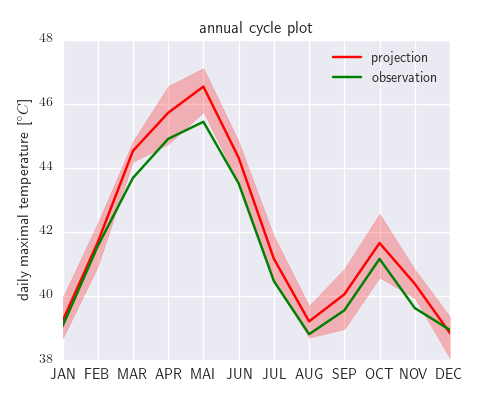 annual cycle plot
48
46
44
42
40
38
daily maximal temperature [°C]
projection
observation
JAN FEB MAR APR MAI JUN JUL AUG SEP OCT NOV DEC